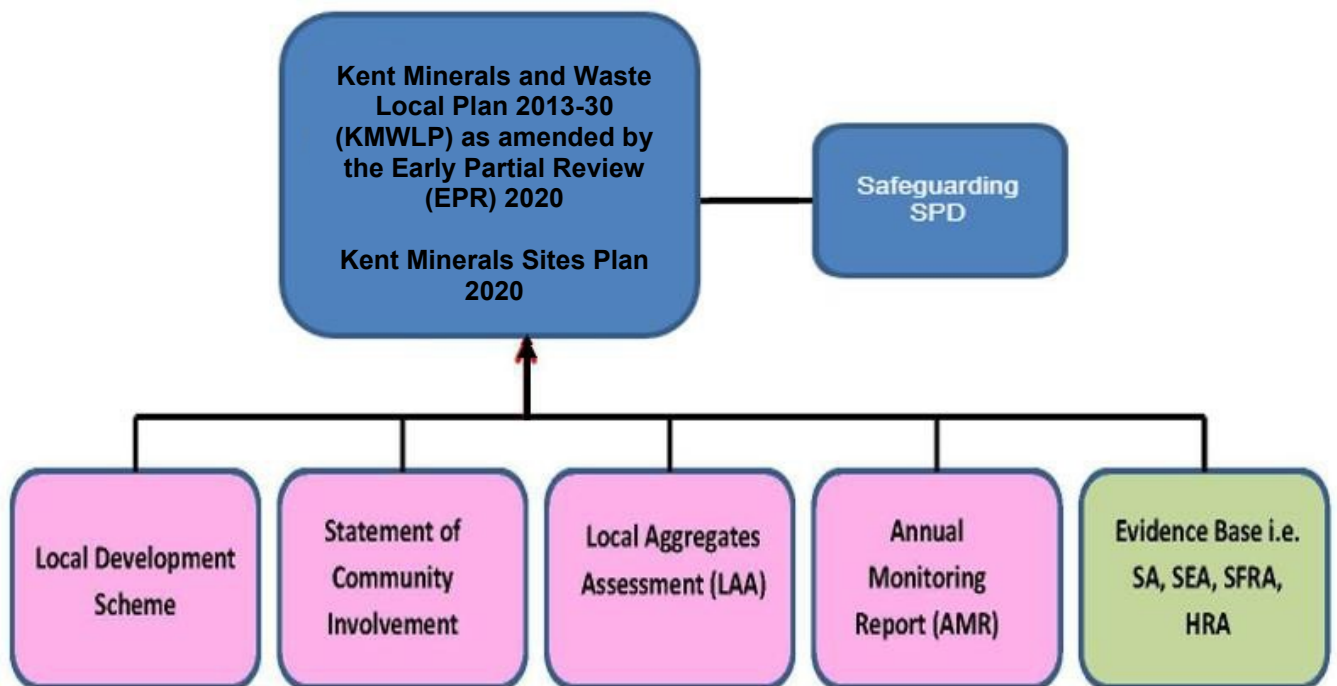 Kent Minerals and Waste
Local Plan 2013-30
(KMWLP) as amended by
the Early Partial Review
(EPR) 2020
Kent Minerals Sites Plan
2020
Safeguarding
SPD
Local Development
Scheme
Statement of
Community
Involvement
Local Aggregates
Assessment (LAA)
Annual
Monitoring
Report (AMR)
Evidence Base i.e.
SA, SEA, SFRA,
HRA